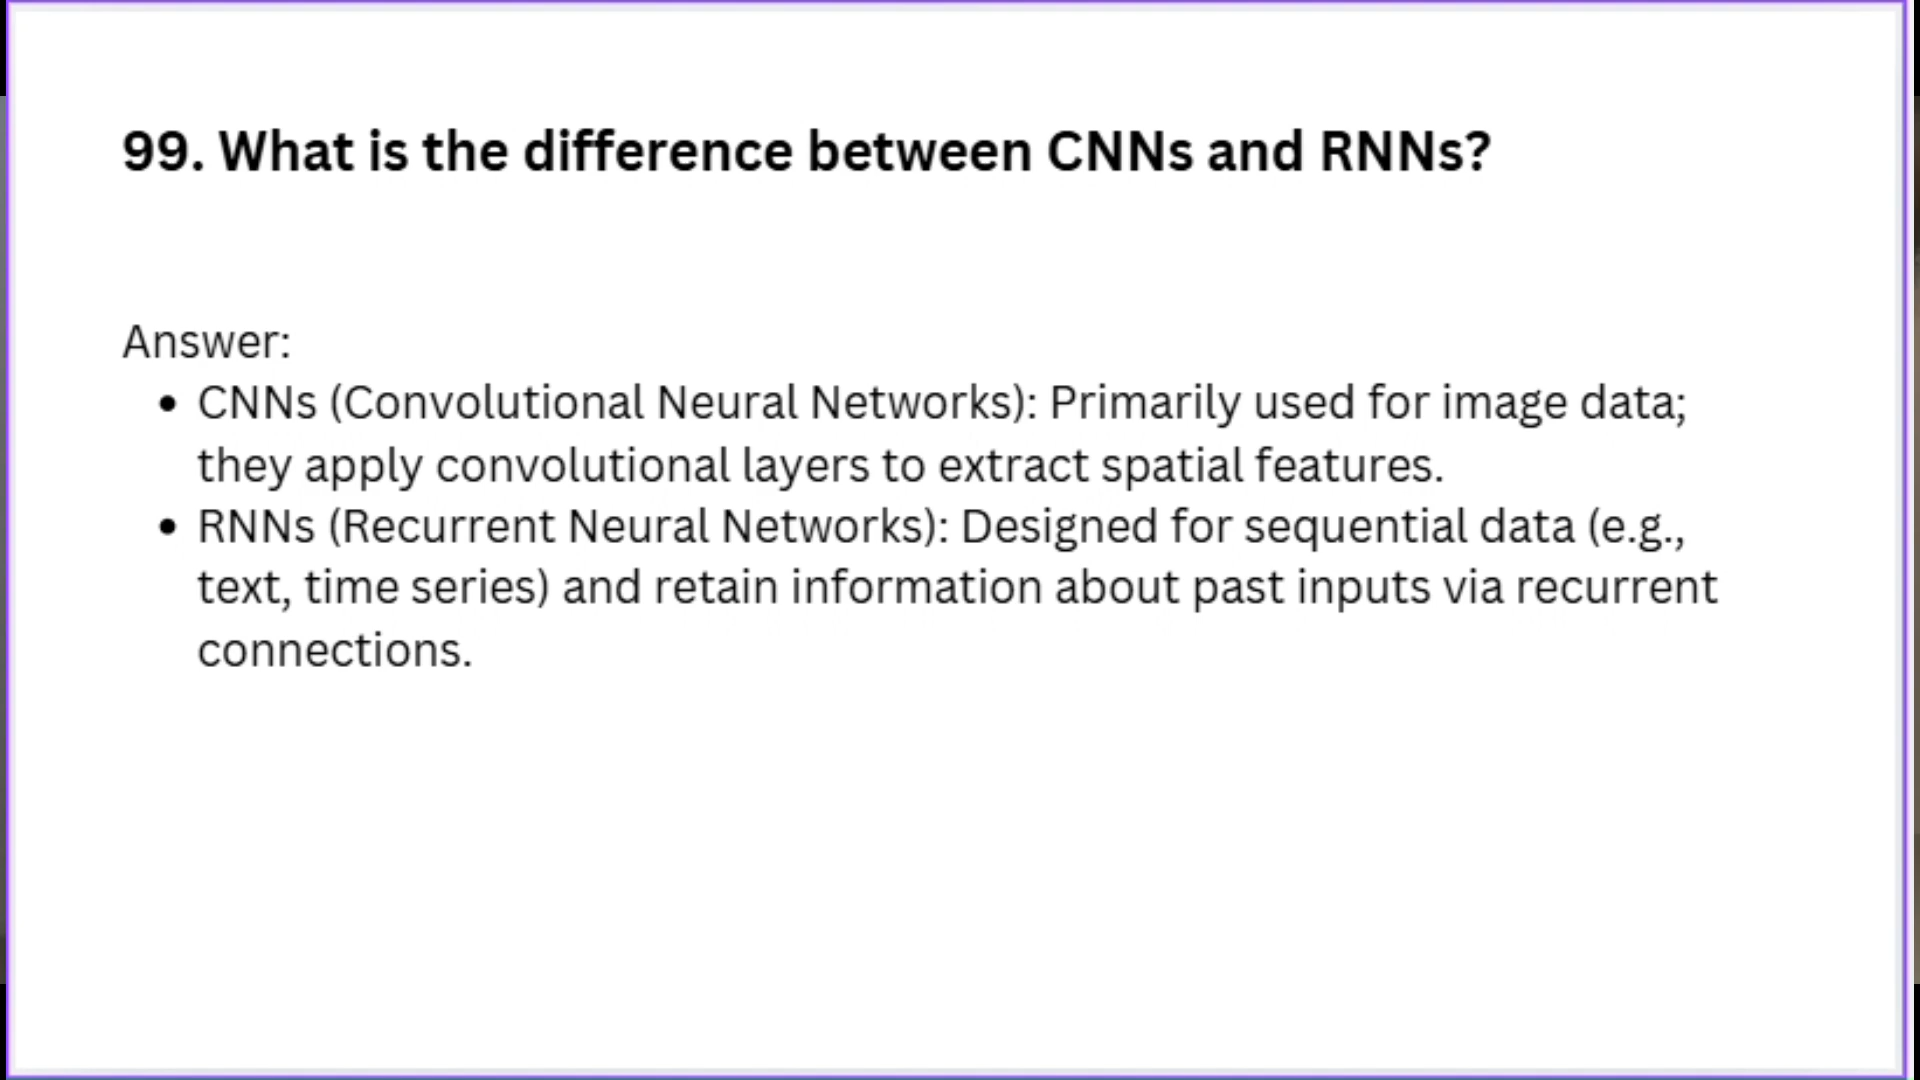 99. What is the difference between CNNs and RNNs?
Answer:
• CNNs (Convolutional Neural Networks): Primarily used for image data;
they apply convolutional layers to extract spatial features.
• RNNs (Recurrent Neural Networks): Designed for sequential data (e.g.,
text, time series) and retain information about past inputs via recurrent
connections.